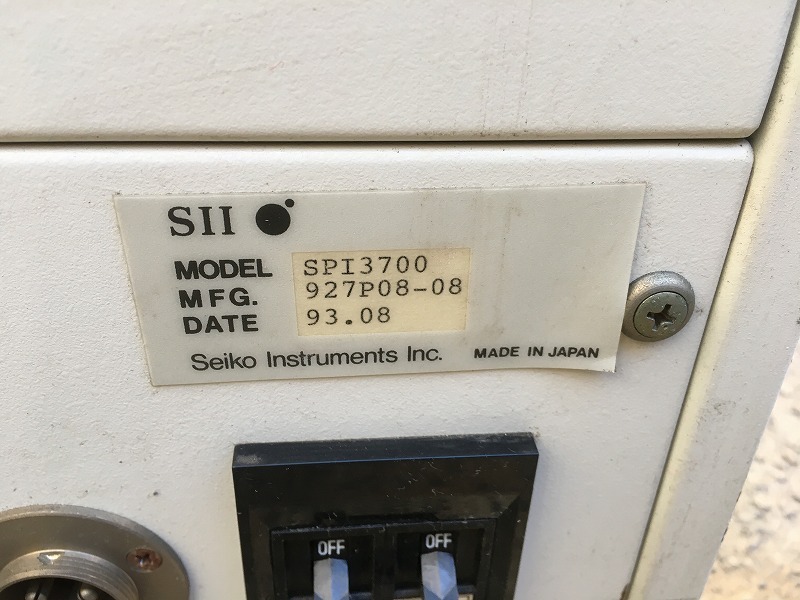 SII
MODEL SPI3700
MFG. 927P08-08
DATE 93.08
Seiko Instruments Inc. MADE IN JAPAN
OFF OFF